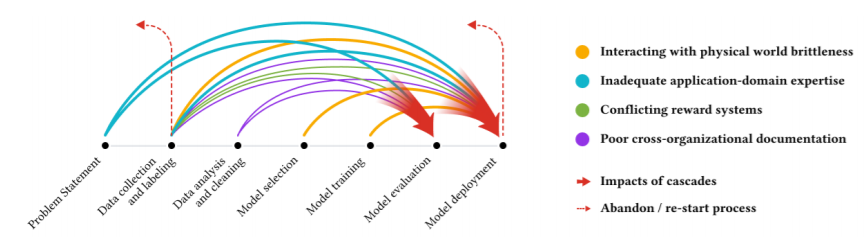 Interacting with physical world brittleness
Inadequate application-domain expertise
Conflicting reward systems
Poor cross-organizational documentation
Impacts of cascades
Abandon / re-start process
Problem Statement
Data collection
and labeling
Data analysis
and cleaning
Model selection
Model training
Model evaluation
Model deployment